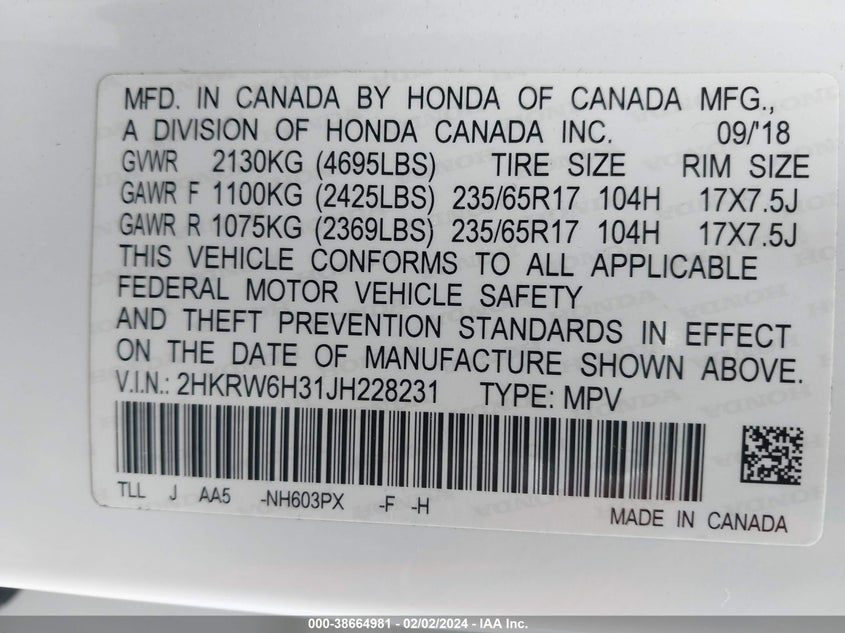 MFD. IN CANADA BY HONDA OF CANADA MFG.,
A DIVISION OF HONDA CANADA INC. 09/'18
GVWR 2130KG (4695LBS) TIRE SIZE RIM SIZE
GAWR F 1100KG (2425LBS) 235/65R17 104H 17X7.5J
GAWR R 1075KG (2369LBS) 235/65R17 104H 17X7.5J
THIS VEHICLE CONFORMS TO ALL APPLICABLE
FEDERAL MOTOR VEHICLE SAFETY
AND THEFT PREVENTION STANDARDS IN EFFECT
ON THE DATE OF MANUFACTURE SHOWN ABOVE.
V.I.N.: 2HKRW6H31JH228231 TYPE: MPV
TLL J AA5 -NH603PX -F -H
MADE IN CANADA
000-38664981 - 02/02/2024 - IAA Inc.